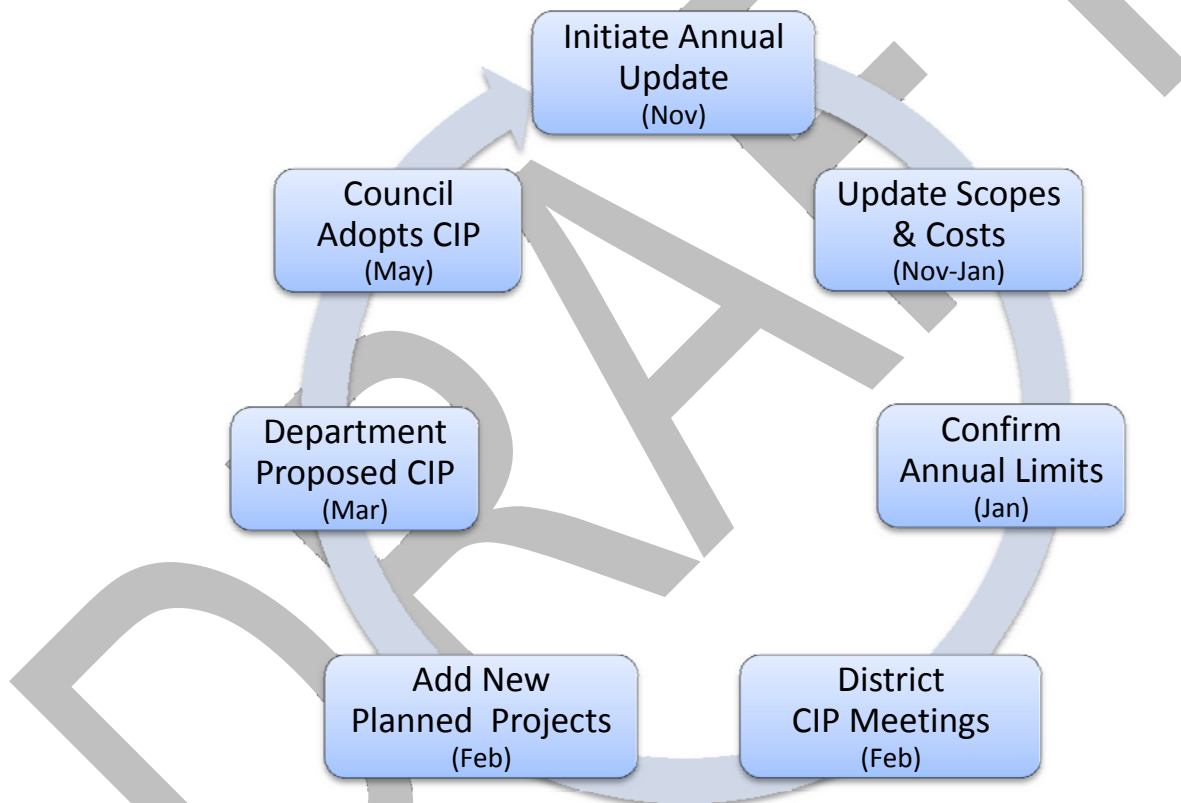 Initiate Annual
Update
(Nov)
Update Scopes
& Costs
(Nov-Jan)
Confirm
Annual Limits
(Jan)
District
CIP Meetings
(Feb)
Add New
Planned Projects
(Feb)
Department
Proposed CIP
(Mar)
Council
Adopts CIP
(May)
DRAFT